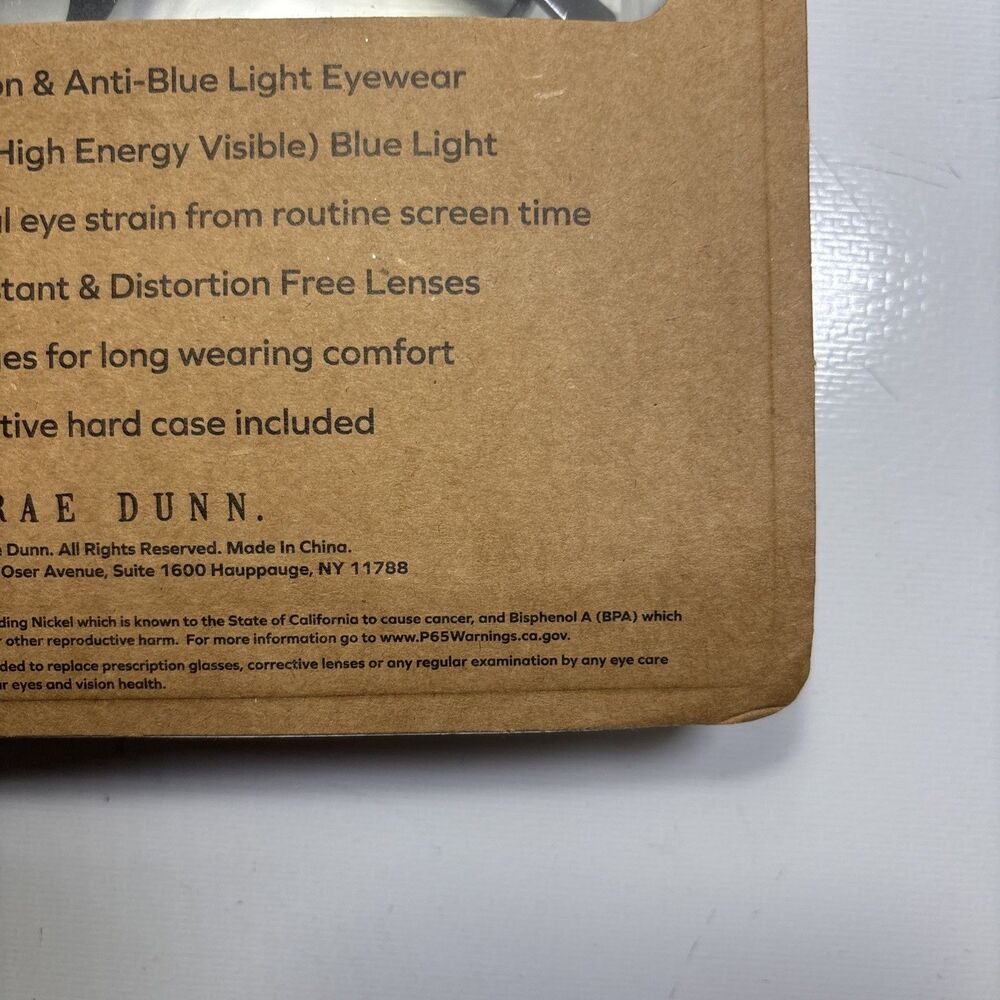 on & Anti-Blue Light Eyewear
High Energy Visible) Blue Light
l eye strain from routine screen time
stant & Distortion Free Lenses
es for long wearing comfort
tive hard case included
RAE DUNN.
Dunn. All Rights Reserved. Made In China.
Oser Avenue, Suite 1600 Hauppauge, NY 11788
ding Nickel which is known to the State of California to cause cancer, and Bisphenol A (BPA) which
r other reproductive harm. For more information go to www.P65Warnings.ca.gov.
ded to replace prescription glasses, corrective lenses or any regular examination by any eye care
r eyes and vision health.